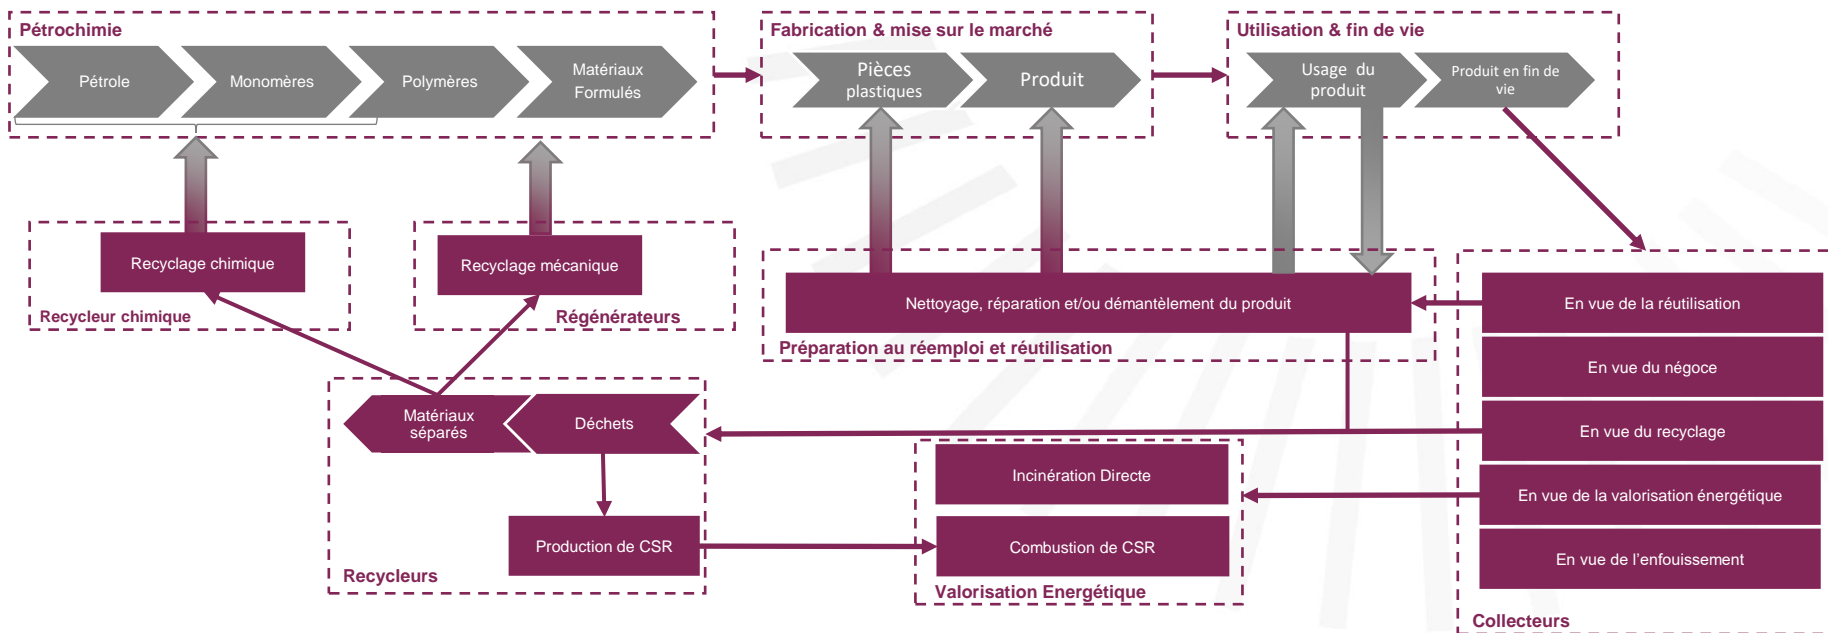 Pétrochimie
Pétrole
Monomères
Polymères
Matériaux
Formulés
Fabrication & mise sur le marché
Pièces
plastiques
Produit
Utilisation & fin de vie
Usage du
produit
Produit en fin de
vie
Recyclage chimique
Recycleur chimique
Recyclage mécanique
Régénérateurs
Nettoyage, réparation et/ou démantèlement du produit
Préparation au réemploi et réutilisation
En vue de la réutilisation
En vue du négoce
En vue du recyclage
En vue de la valorisation énergétique
En vue de l'enfouissement
Collecteurs
Matériaux
séparés
Déchets
Production de CSR
Recycleurs
Incinération Directe
Combustion de CSR
Valorisation Energétique